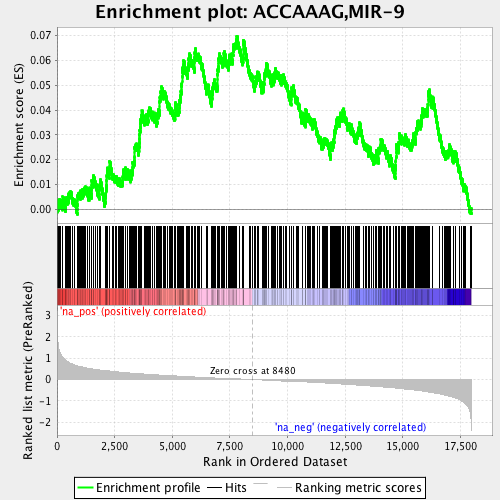 Enrichment plot: ACCAAAG,MIR-9
Enrichment score (ES)
0.07
0.06
0.05
0.04
0.03
0.02
0.01
0.00
'na_pos' (positively correlated)
Ranked list metric (PreRanked)
3
2
1
0
-1
-2
Zero cross at 8480
'na_neg' (negatively correlated)
0
2,500
5,000
7,500
10,000
12,500
15,000
17,500
Rank in Ordered Dataset
Enrichment profile
Hits
Ranking metric scores